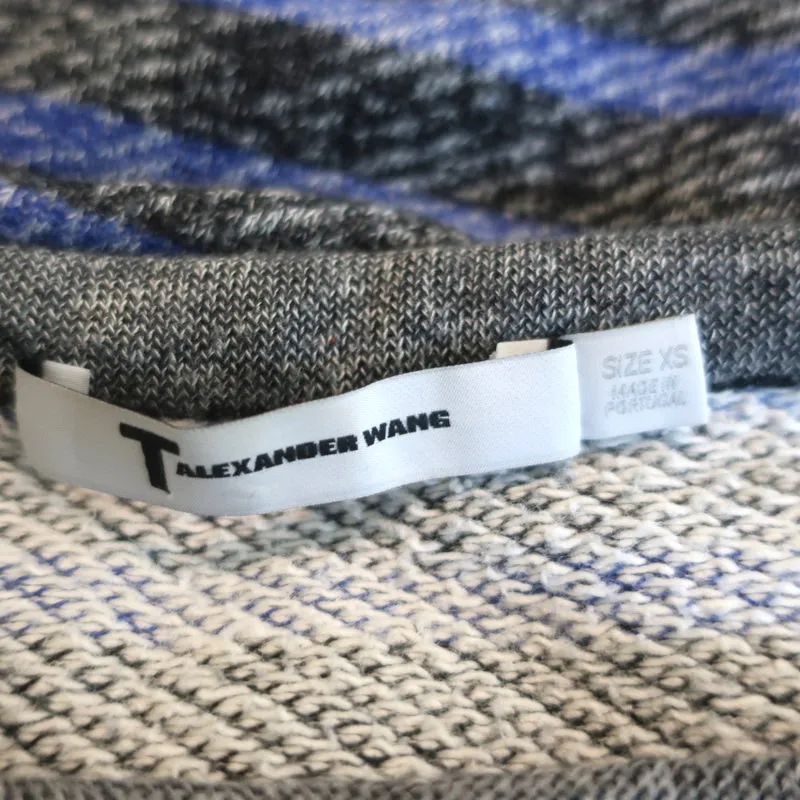 T ALEXANDER WANG
SIZE XS
MADE IN
PORTUGAL